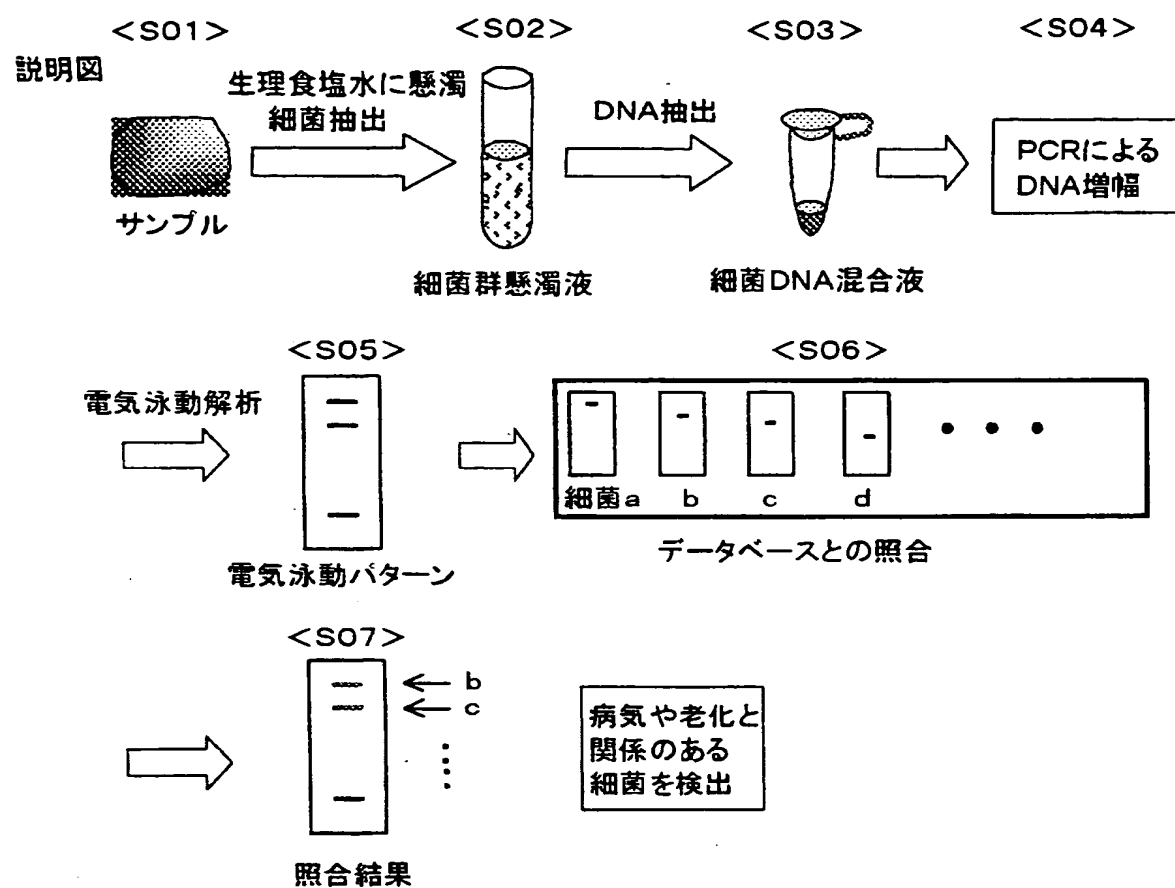 <S01>
<S02>
<S03>
<S04>
説明図
生理食塩水に懸濁
細菌抽出
DNA抽出
PCRによる
DNA増幅
サンプル
細菌群懸濁液
細菌DNA混合液
<S05>
<S06>
電気泳動解析
細菌a
b
c
d
電気泳動パターン
データベースとの照合
<S07>
b
c
病気や老化と
関係のある
細菌を検出
照合結果